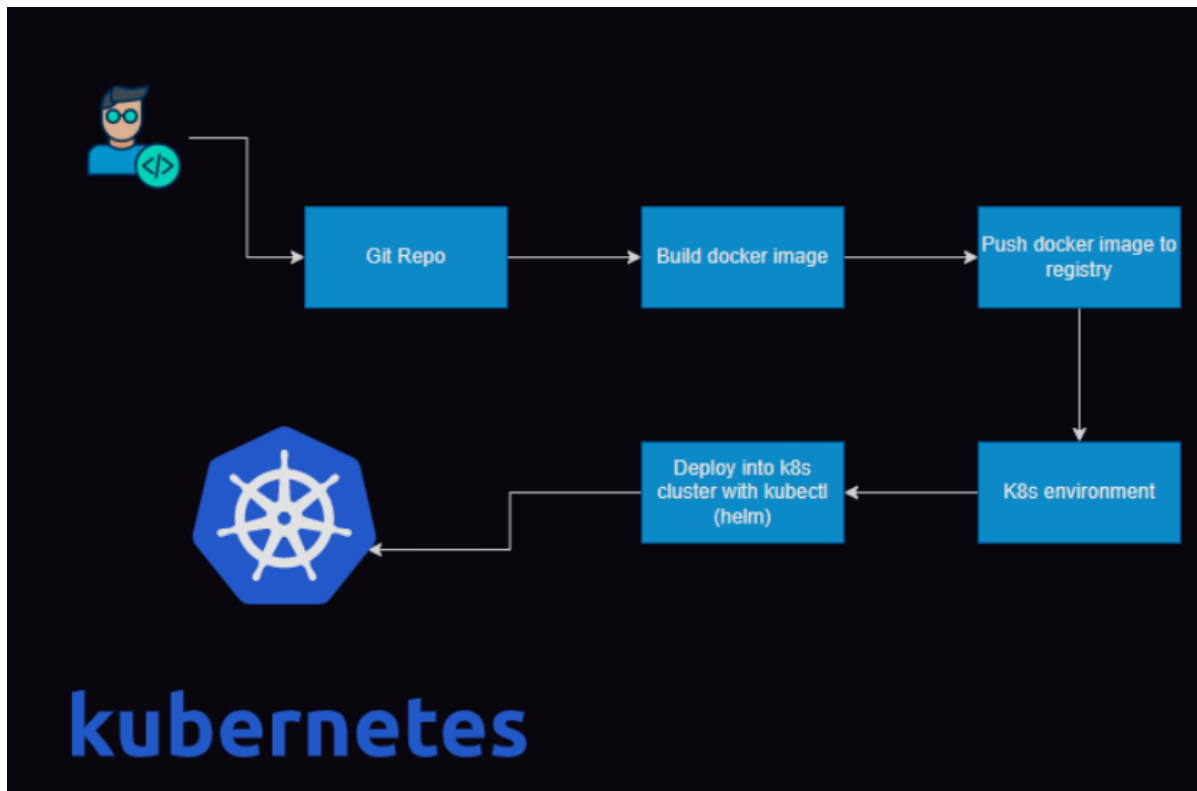 Git Repo
Build docker image
Push docker image to
registry
K8s environment
Deploy into k8s
cluster with kubectl
(helm)
kubernetes